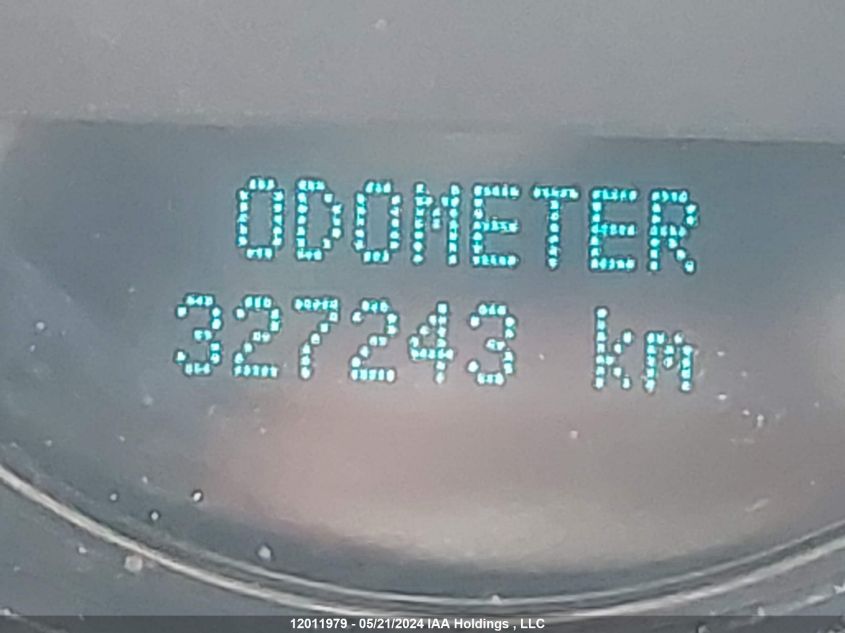 ODOMETER
327243 km
12011979 - 05/21/2024 IAA Holdings , LLC